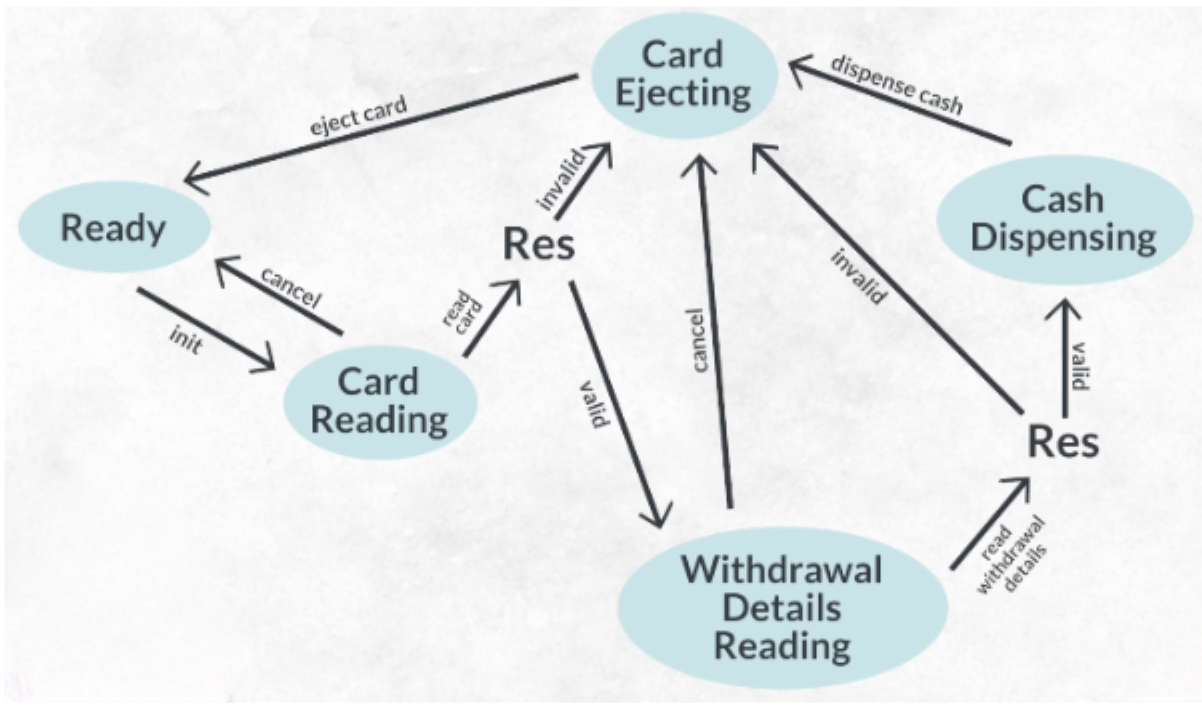 Card
Ejecting
dispense cash
eject card
invalid
Cash
Dispensing
Ready
Res
cancel
init
read
card
invalid
cancel
valid
valid
Card
Reading
Res
Withdrawal
Details
Reading
read
withdrawal
details